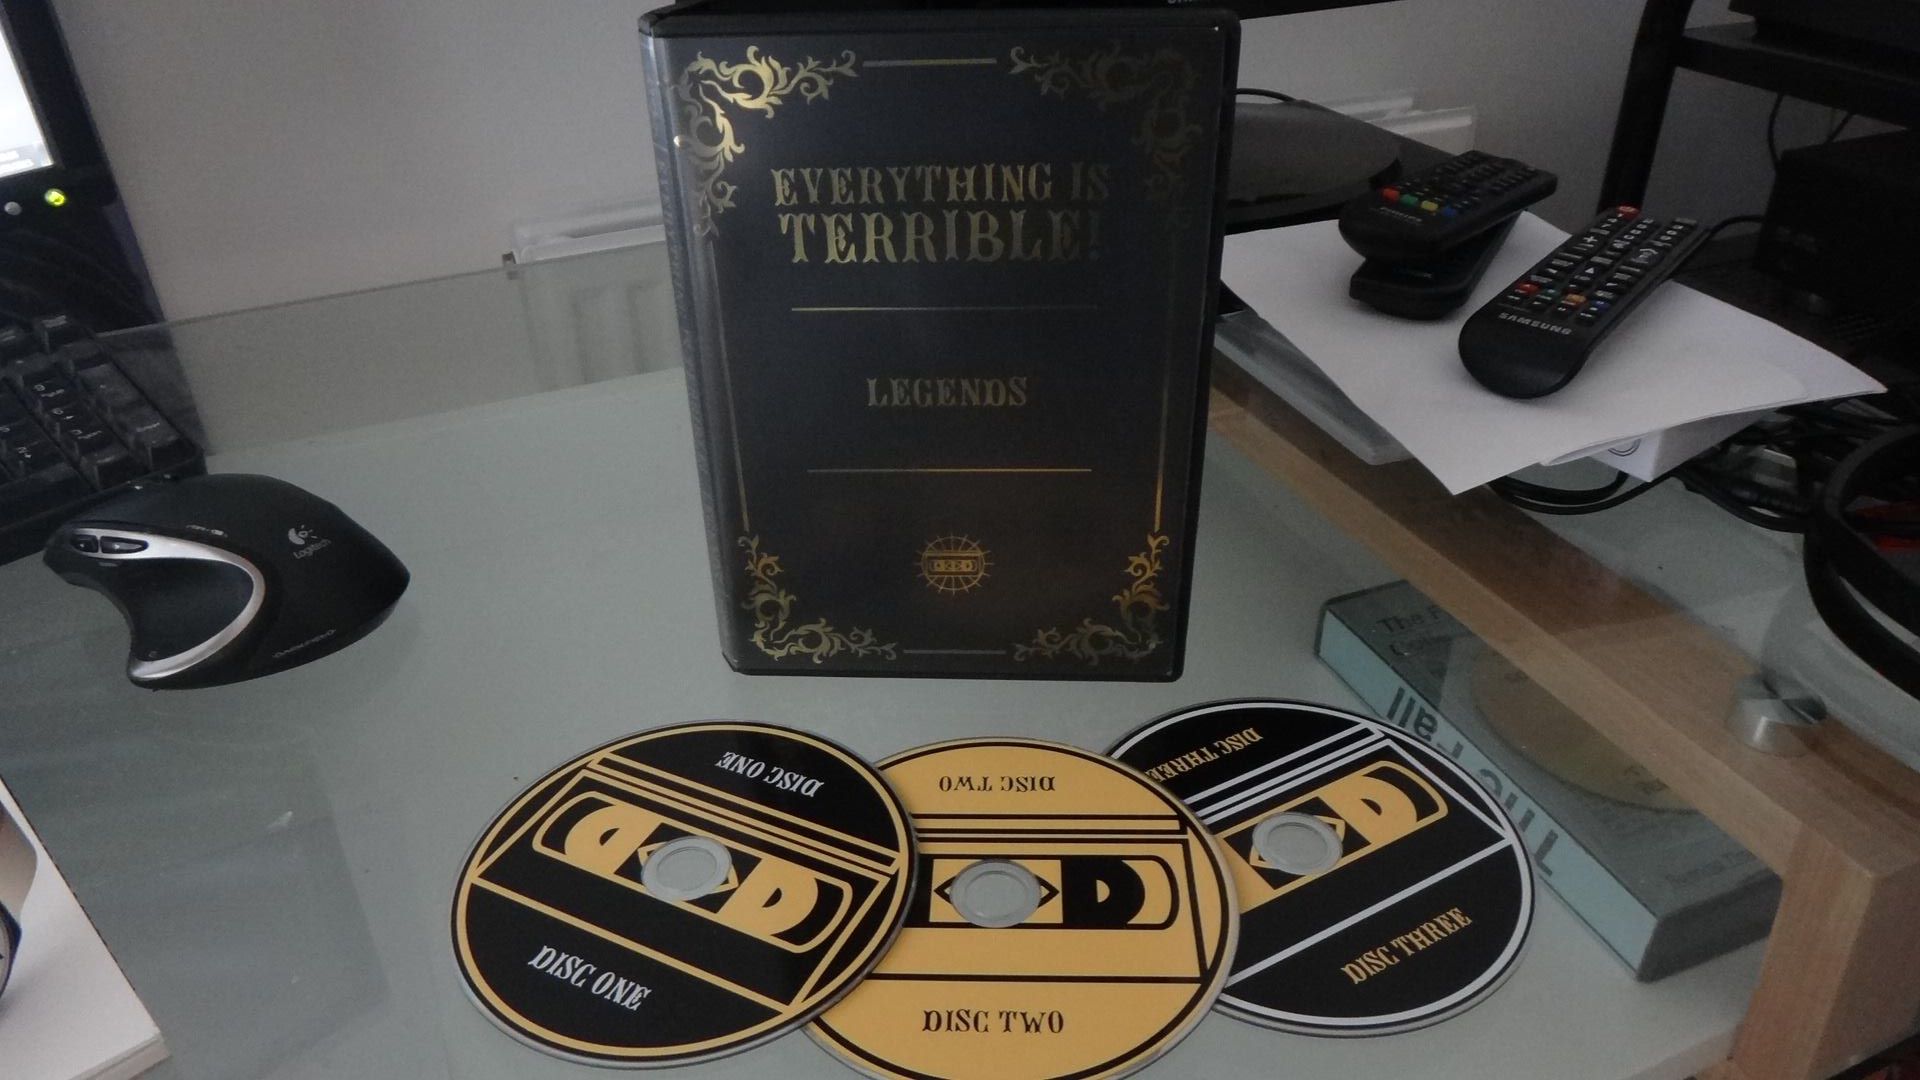 EVERYTHING IS
TERRIBLE!
LEGENDS
Logitech
SAMSUNG
DISC ONE
DISC ONE
DISC TWO
DISC TWO
DISC THREE
DISC THREE